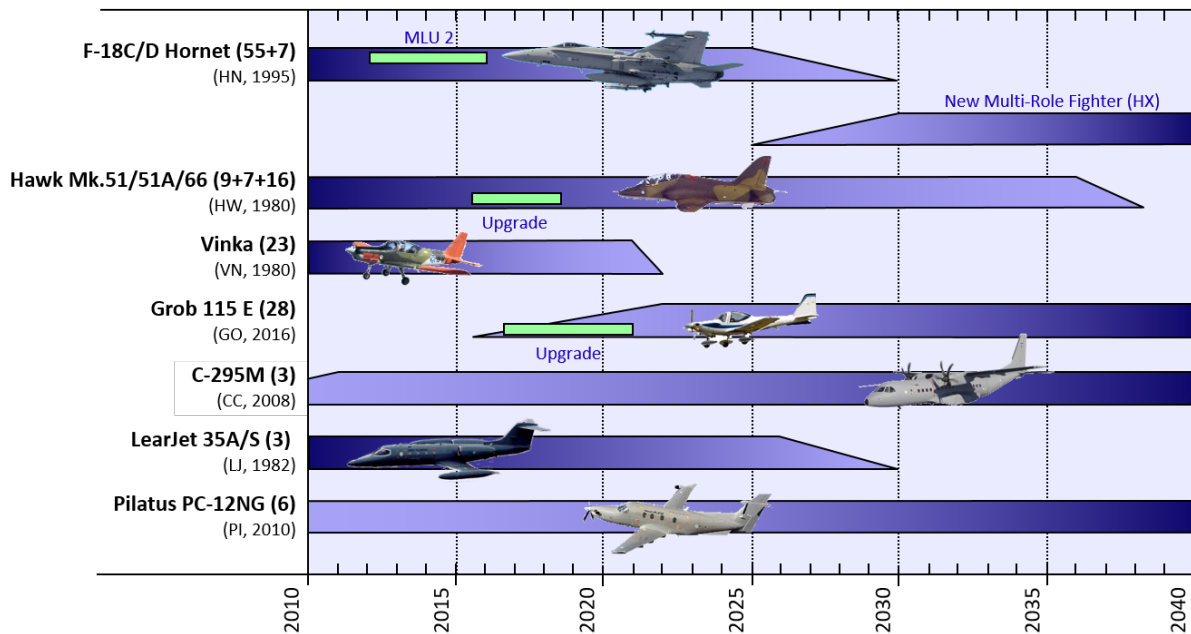 MLU 2
F-18C/D Hornet (55+7)
(HN, 1995)
New Multi-Role Fighter (HX)
Hawk Mk.51/51A/66 (9+7+16)
(HW, 1980)
Upgrade
Vinka (23)
(VN, 1980)
Grob 115 E (28)
(GO, 2016)
Upgrade
C-295M (3)
(CC, 2008)
LearJet 35A/S (3)
(LJ, 1982)
Pilatus PC-12NG (6)
(PI, 2010)
2010
2015
2020
2025
2030
2035
2040